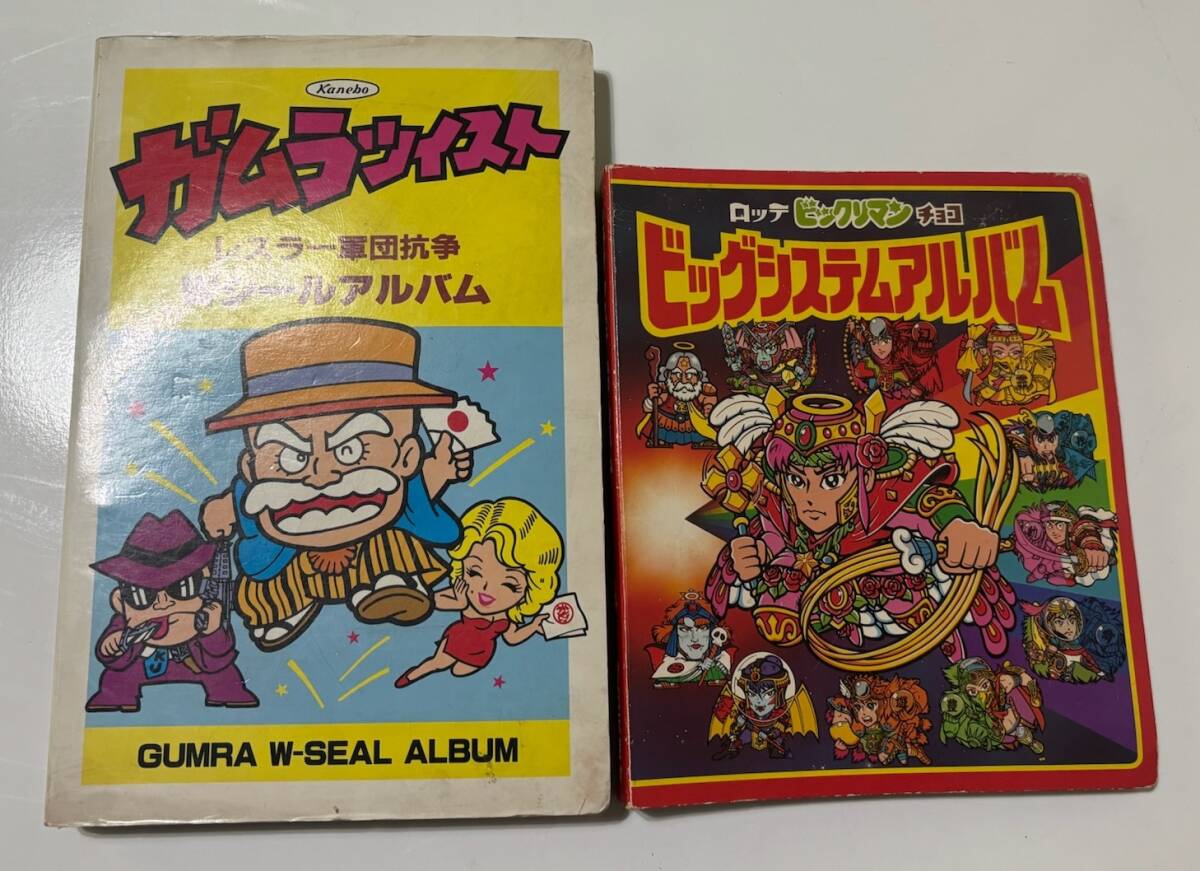 Kanebo
ガムラツイスト
レスラー軍団抗争
シールアルバム
GUMRA W-SEAL ALBUM
ロッテ ビックリマン チョコ
ビッグシステムアルバム